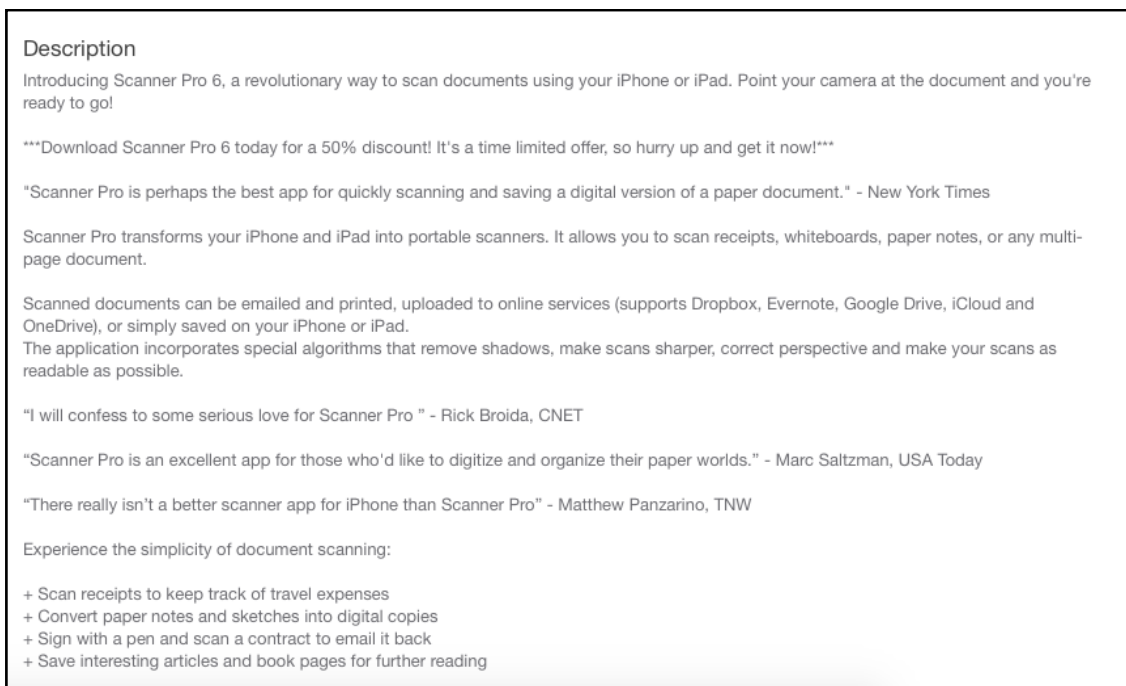 Description
Introducing Scanner Pro 6, a revolutionary way to scan documents using your iPhone or iPad. Point your camera at the document and you're
ready to go!
***Download Scanner Pro 6 today for a 50% discount! It's a time limited offer, so hurry up and get it now!***
"Scanner Pro is perhaps the best app for quickly scanning and saving a digital version of a paper document." - New York Times
Scanner Pro transforms your iPhone and iPad into portable scanners. It allows you to scan receipts, whiteboards, paper notes, or any multi-
page document.
Scanned documents can be emailed and printed, uploaded to online services (supports Dropbox, Evernote, Google Drive, iCloud and
OneDrive), or simply saved on your iPhone or iPad.
The application incorporates special algorithms that remove shadows, make scans sharper, correct perspective and make your scans as
readable as possible.
“I will confess to some serious love for Scanner Pro ” - Rick Broida, CNET
“Scanner Pro is an excellent app for those who'd like to digitize and organize their paper worlds.” - Marc Saltzman, USA Today
“There really isn’t a better scanner app for iPhone than Scanner Pro” - Matthew Panzarino, TNW
Experience the simplicity of document scanning:
+ Scan receipts to keep track of travel expenses
+ Convert paper notes and sketches into digital copies
+ Sign with a pen and scan a contract to email it back
+ Save interesting articles and book pages for further reading